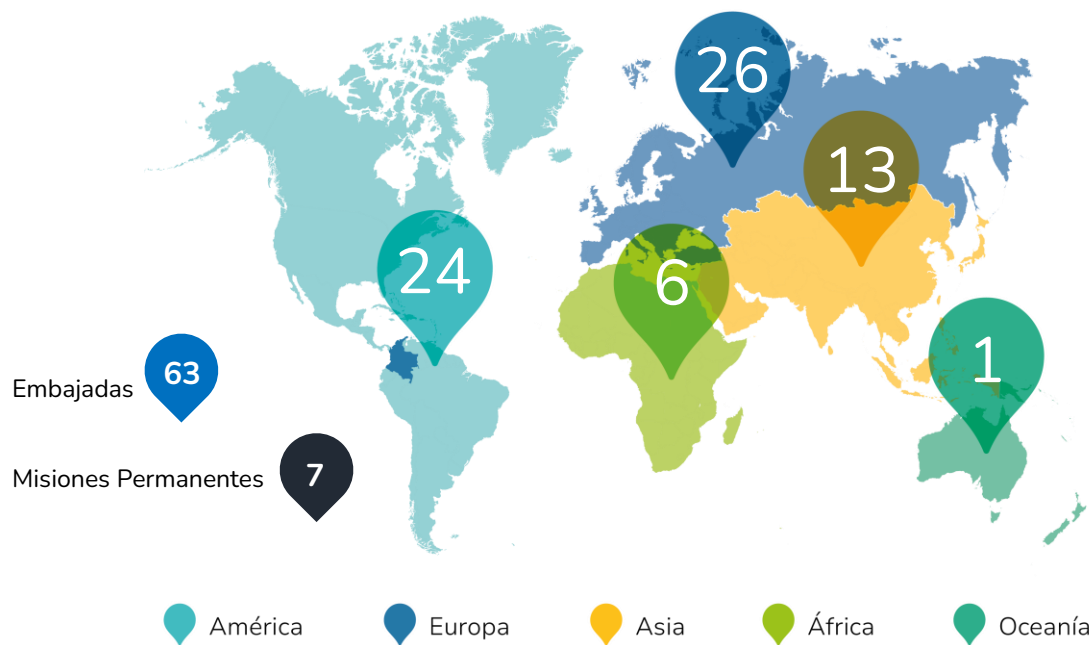 26
13
24
6
1
Embajadas 63
Misiones Permanentes 7
América Europa Asia África Oceanía